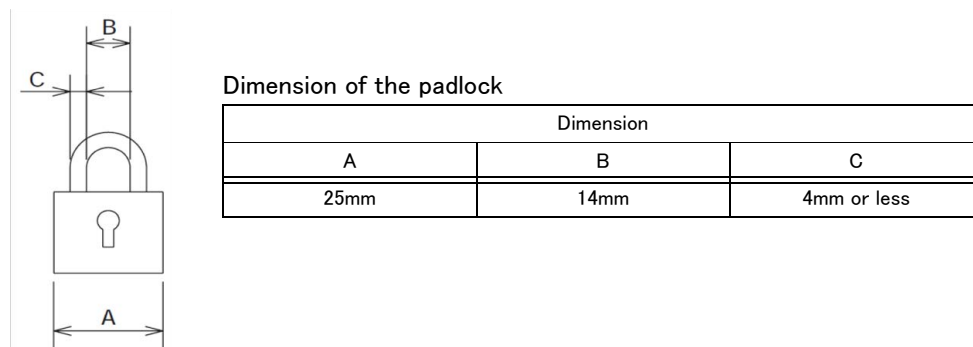 B
C
A
Dimension of the padlock
Dimension
A B C
25mm 14mm 4mm or less